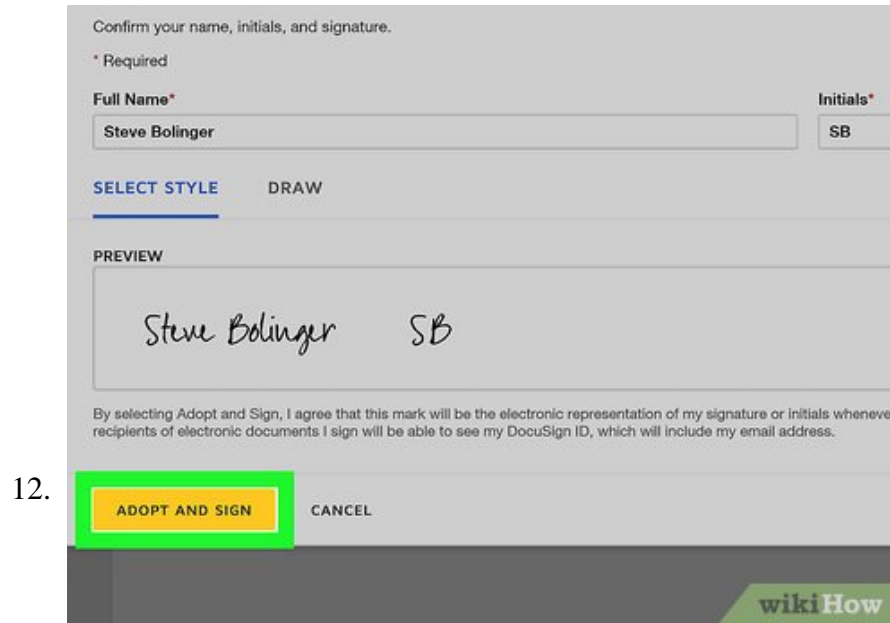 Confirm your name, initials, and signature.
* Required
Full Name* Initials*
Steve Bolinger SB
SELECT STYLE DRAW
PREVIEW
Steve Bolinger SB
By selecting Adopt and Sign, I agree that this mark will be the electronic representation of my signature or initials
recipients of electronic documents I sign will be able to see my DocuSign ID, which will include my email address.
12.
ADOPT AND SIGN CANCEL
wikiHow